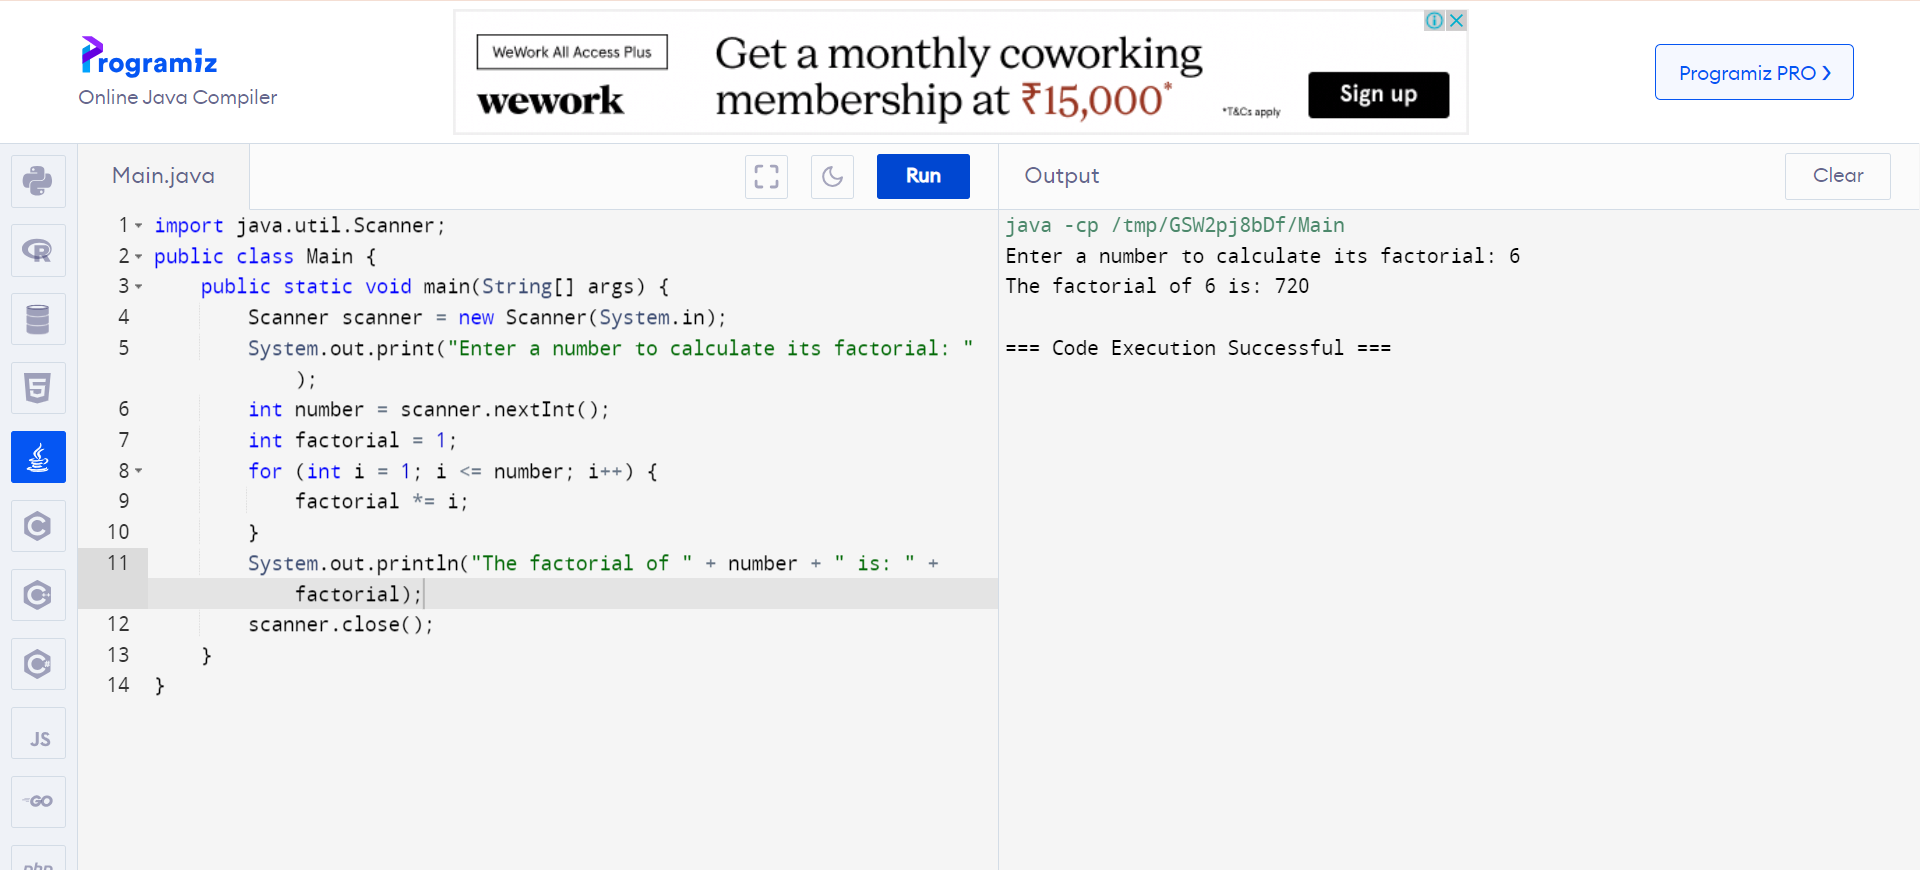 Programiz
Online Java Compiler
WeWork All Access Plus
wework
Get a monthly coworking
membership at ₹15,000*
*T&Cs apply
Sign up
Programiz PRO ❯
Main.java
Run
Output
Clear
1 import java.util.Scanner;
2 public class Main {
3     public static void main(String[] args) {
4         Scanner scanner = new Scanner(System.in);
5         System.out.print("Enter a number to calculate its factorial: "
            );
6         int number = scanner.nextInt();
7         int factorial = 1;
8         for (int i = 1; i <= number; i++) {
9             factorial *= i;
10         }
11         System.out.println("The factorial of " + number + " is: " +
            factorial);
12         scanner.close();
13     }
14 }
java -cp /tmp/GSW2pj8bDf/Main
Enter a number to calculate its factorial: 6
The factorial of 6 is: 720
=== Code Execution Successful ===
R
5
C
C
C#
JS
GO
php